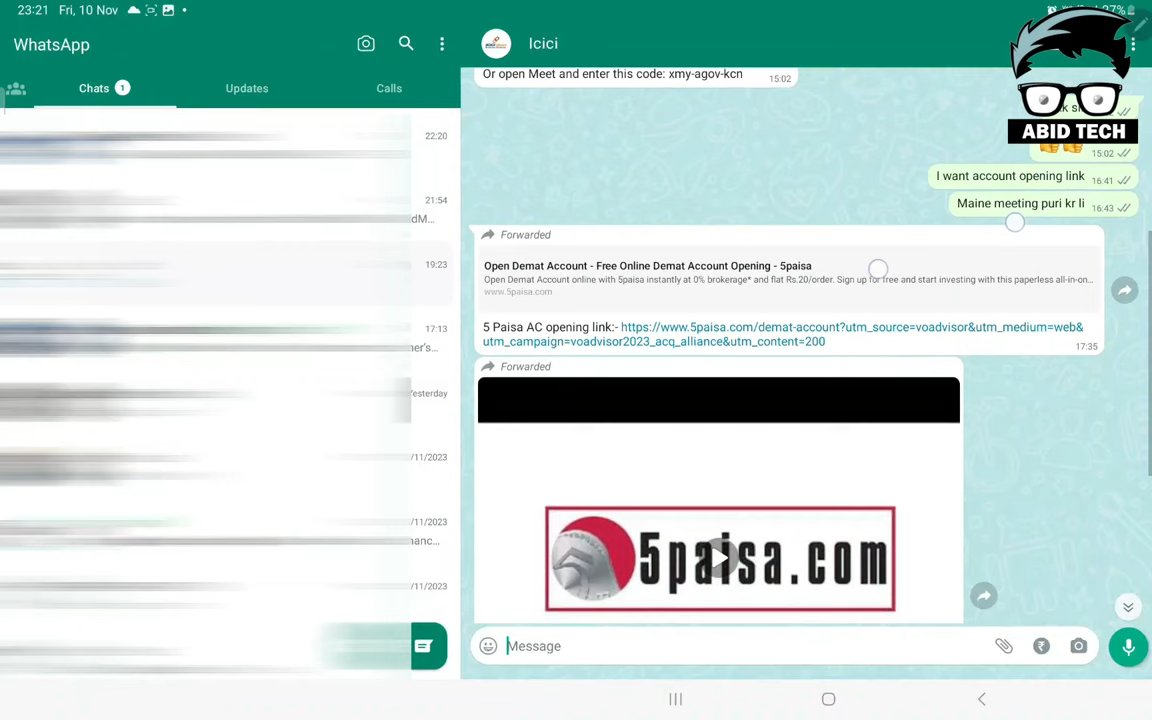 23:21 Fri, 10 Nov
WhatsApp
Chats 1
Updates
Calls
22:20
21:54
dM...
19:23
17:13
ner's...
Yesterday
/11/2023
/11/2023
nanc...
/11/2023
Icici
Or open Meet and enter this code: xmy-agov-kcn 15:02
ABID TECH
15:02
I want account opening link 16:41
Maine meeting puri kr li 16:43
Forwarded
Open Demat Account - Free Online Demat Account Opening - 5paisa
Open Demat Account online with 5paisa instantly at 0% brokerage* and flat Rs.20/order. Sign up for free and start investing with this paperless all-in-on...
www.5paisa.com
5 Paisa AC opening link:- https://www.5paisa.com/demat-account?utm_source=voadvisor&utm_medium=web&
utm_campaign=voadvisor2023_acq_alliance&utm_content=200
17:35
Forwarded
5paisa.com
Message